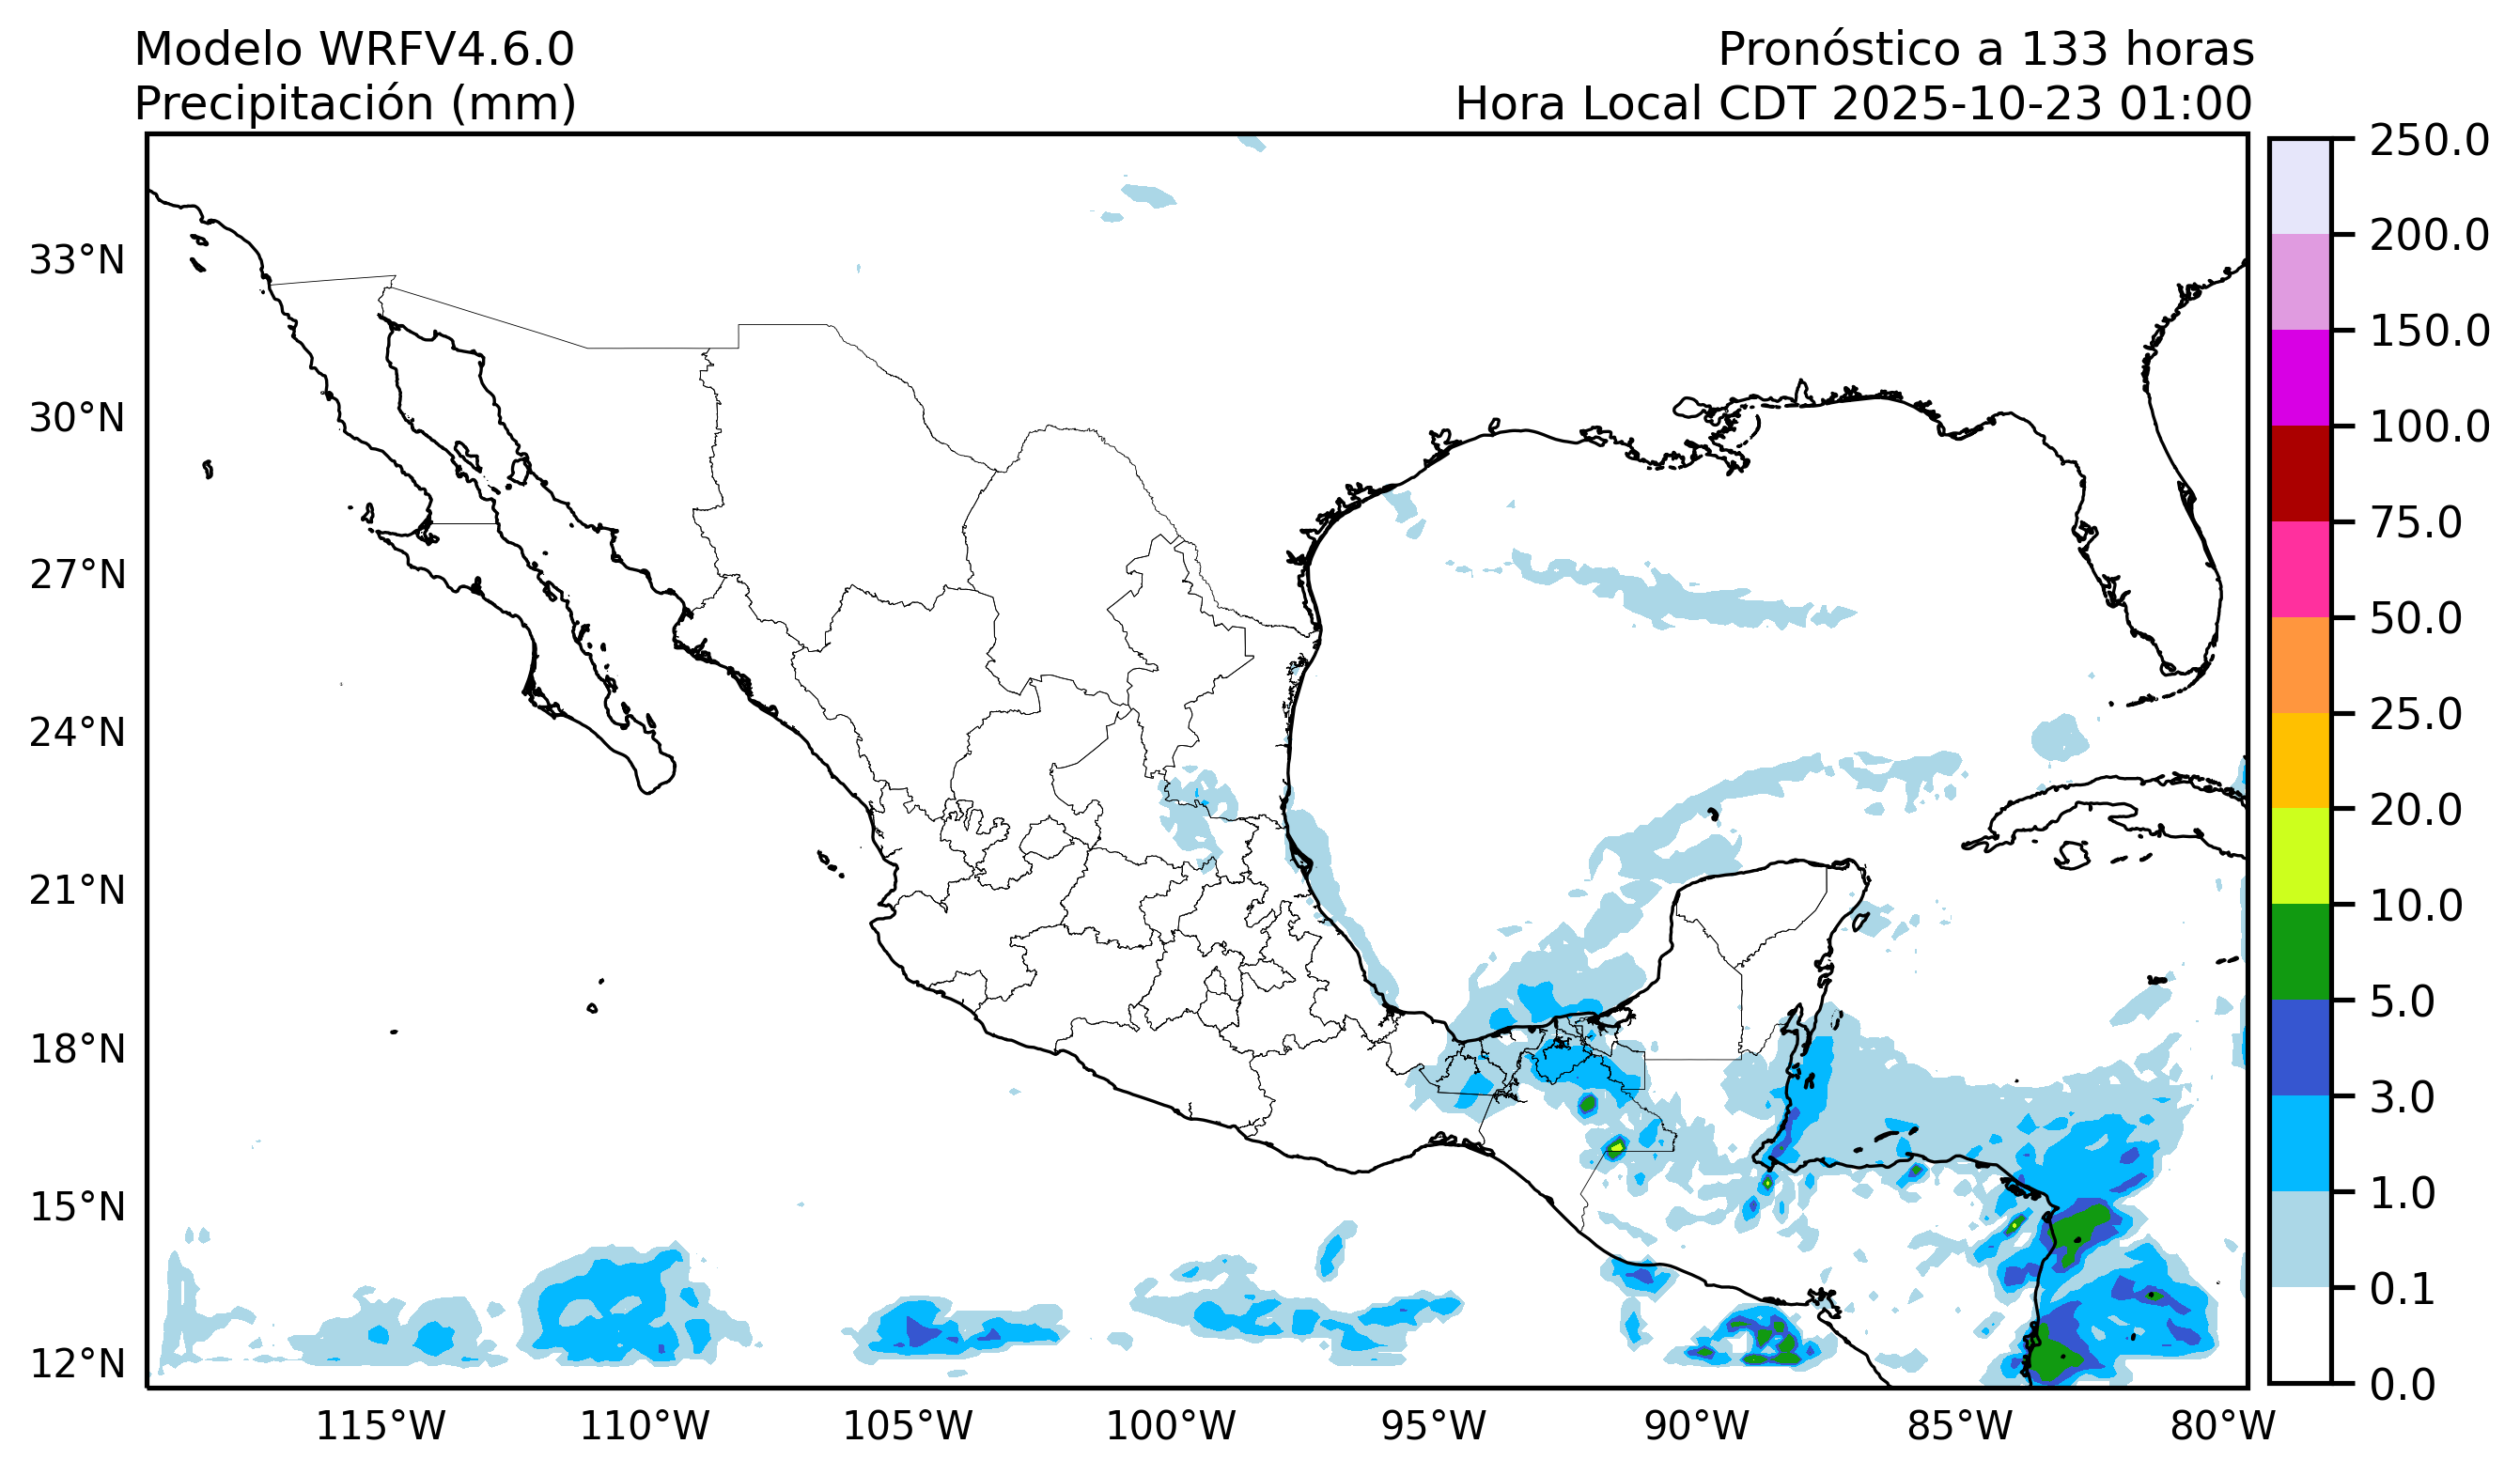 Modelo WRFV4.6.0
Precipitación (mm)
Pronóstico a 133 horas
Hora Local CDT 2025-10-23 01:00
33°N
30°N
27°N
24°N
21°N
18°N
15°N
12°N
115°W
110°W
105°W
100°W
95°W
90°W
85°W
80°W
250.0
200.0
150.0
100.0
75.0
50.0
25.0
20.0
10.0
5.0
3.0
1.0
0.1
0.0